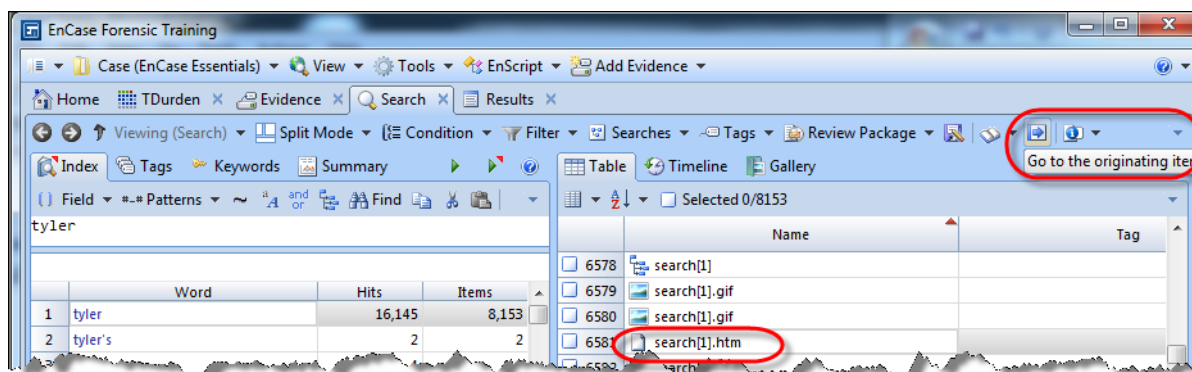 EnCase Forensic Training
Case (EnCase Essentials) View Tools EnScript Add Evidence
Home TDurden Evidence Search Results
Viewing (Search) Split Mode Condition Filter Searches Tags Review Package
Go to the originating ite
Index Tags Keywords Summary
Table Timeline Gallery
Field #-# Patterns ~ ªA and or Find
Selected 0/8153
tyler
Name Tag
6578 search[1]
6579 search[1].gif
6580 search[1].gif
6581 search[1].htm
Word Hits Items
1 tyler 16,145 8,153
2 tyler's 2 2